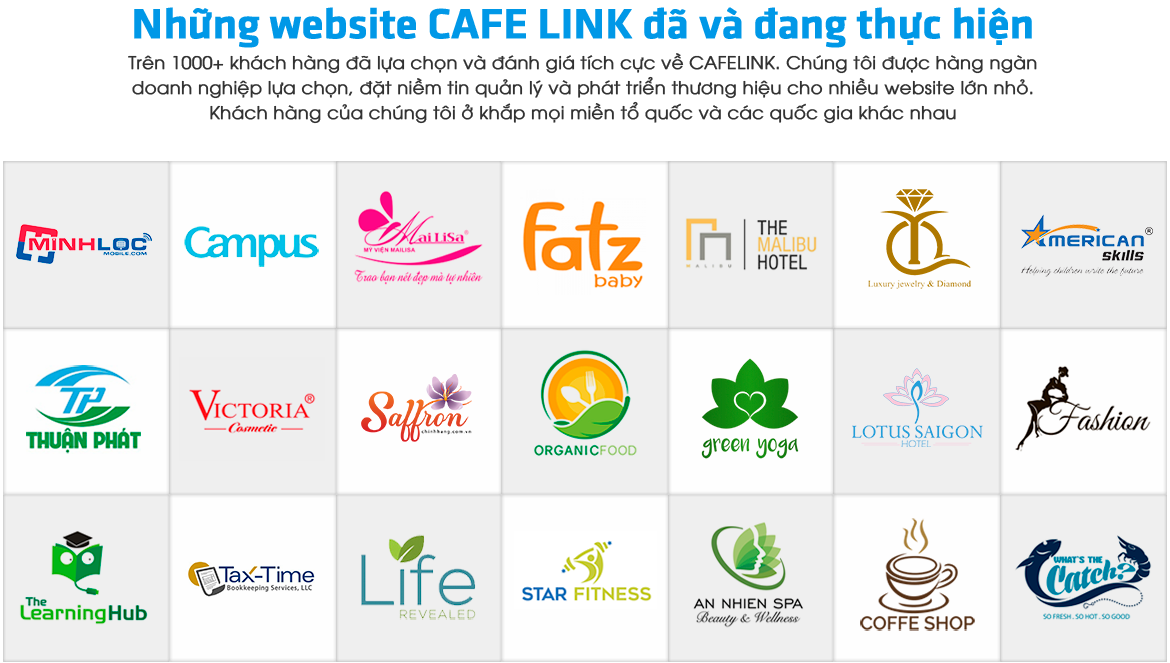 Những website CAFE LINK đã và đang thực hiện
Trên 1000+ khách hàng đã lựa chọn và đánh giá tích cực về CAFELINK. Chúng tôi được hàng ngàn
doanh nghiệp lựa chọn, đặt niềm tin quản lý và phát triển thương hiệu cho nhiều website lớn nhỏ.
Khách hàng của chúng tôi ở khắp mọi miền tổ quốc và các quốc gia khác nhau
MINHLOC
MOBILE.COM
Campus
MaiLiSa®
MỸ VIỆN MAILISA
Trao bạn nét đẹp mà tự nhiên
Fatz
baby
MALIBU
THE
MALIBU
HOTEL
Luxury jewelry & Diamond
AMERICAN®
skills
Helping children write the future
TP
THUẬN PHÁT
VICTORIA®
Cosmetic
Saffron
chinhhang.com.vn
ORGANICFOOD
green yoga
LOTUS SAIGON
HOTEL
Fashion
The
LearningHub
TAX-TIME
Bookkeeping Services, LLC
Life
REVEALED
STAR FITNESS
AN NHIEN SPA
Beauty & Wellness
COFFE SHOP
WHAT'S THE
Catch?
SO FRESH . SO HOT . SO GOOD